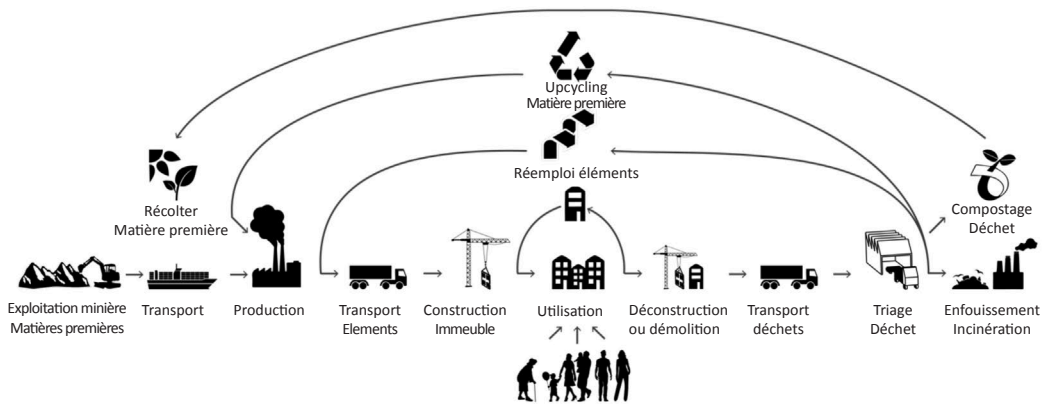 Upcycling
Matière première
Réemploi éléments
Récolter
Matière première
Compostage
Déchet
Exploitation minière
Matières premières
Transport
Production
Transport
Elements
Construction
Immeuble
Utilisation
Déconstruction
ou démolition
Transport
déchets
Triage
Déchet
Enfouissement
Incinération